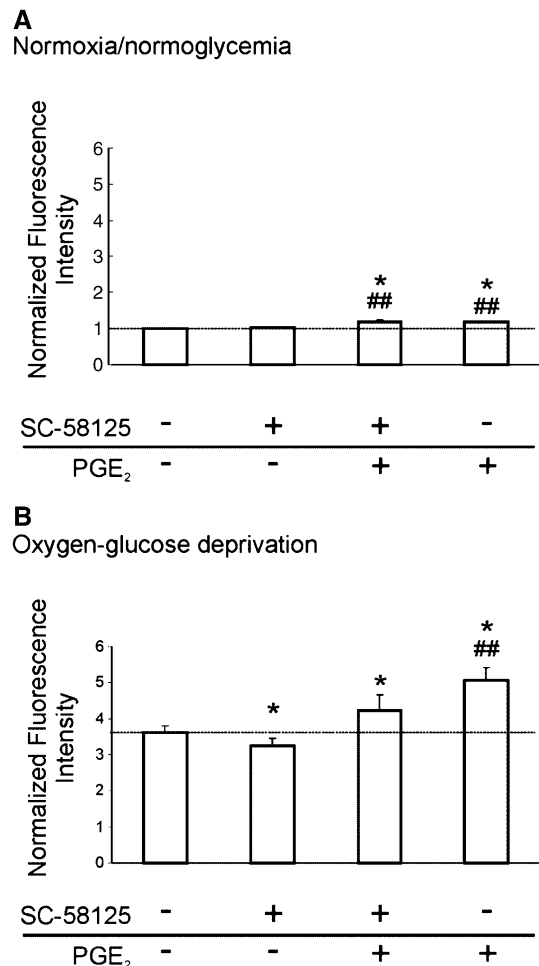 A
Normoxia/normoglycemia
Normalized Fluorescence
Intensity
6
5
4
3
2
1
0
*
##
*
##
SC-58125 - + + -
PGE₂ - - + +
B
Oxygen-glucose deprivation
Normalized Fluorescence
Intensity
6
5
4
3
2
1
0
*
*
*
##
SC-58125 - + + -
PGE₂ - - + +